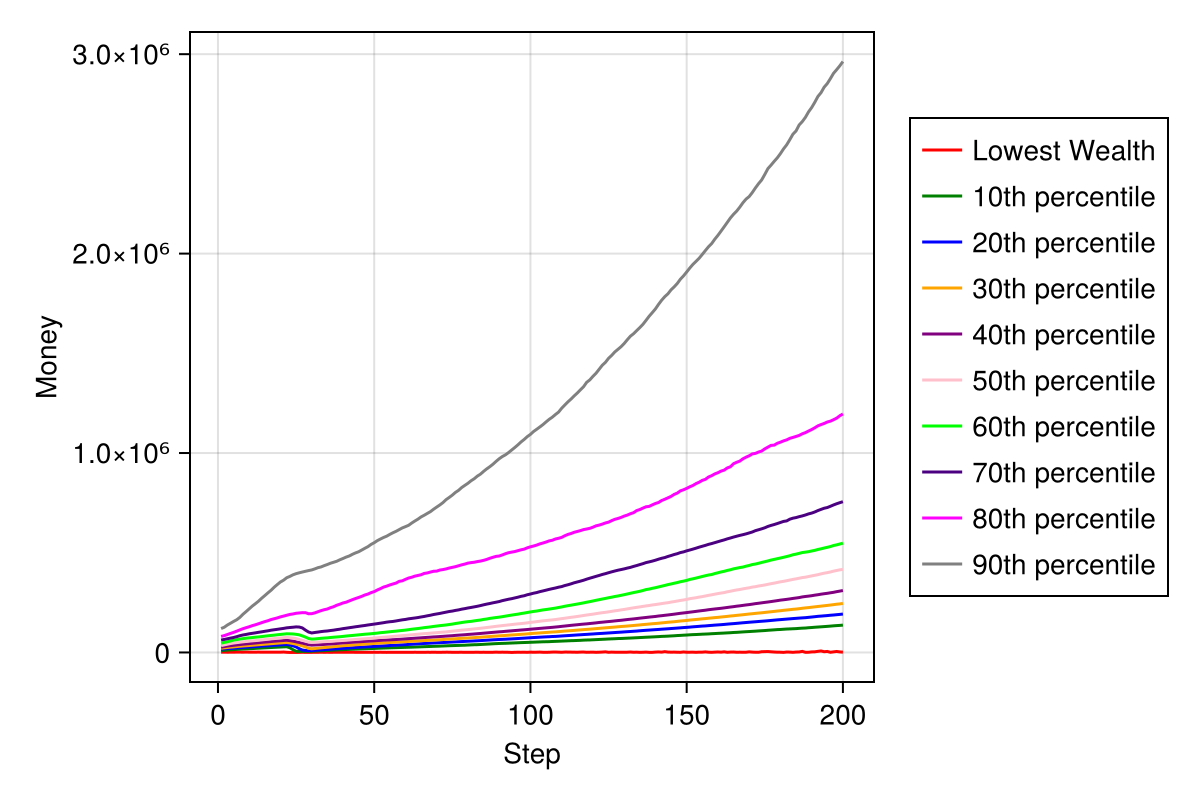 3.0×10⁶
2.0×10⁶
1.0×10⁶
0
Money
0 50 100 150 200
Step
Lowest Wealth
10th percentile
20th percentile
30th percentile
40th percentile
50th percentile
60th percentile
70th percentile
80th percentile
90th percentile